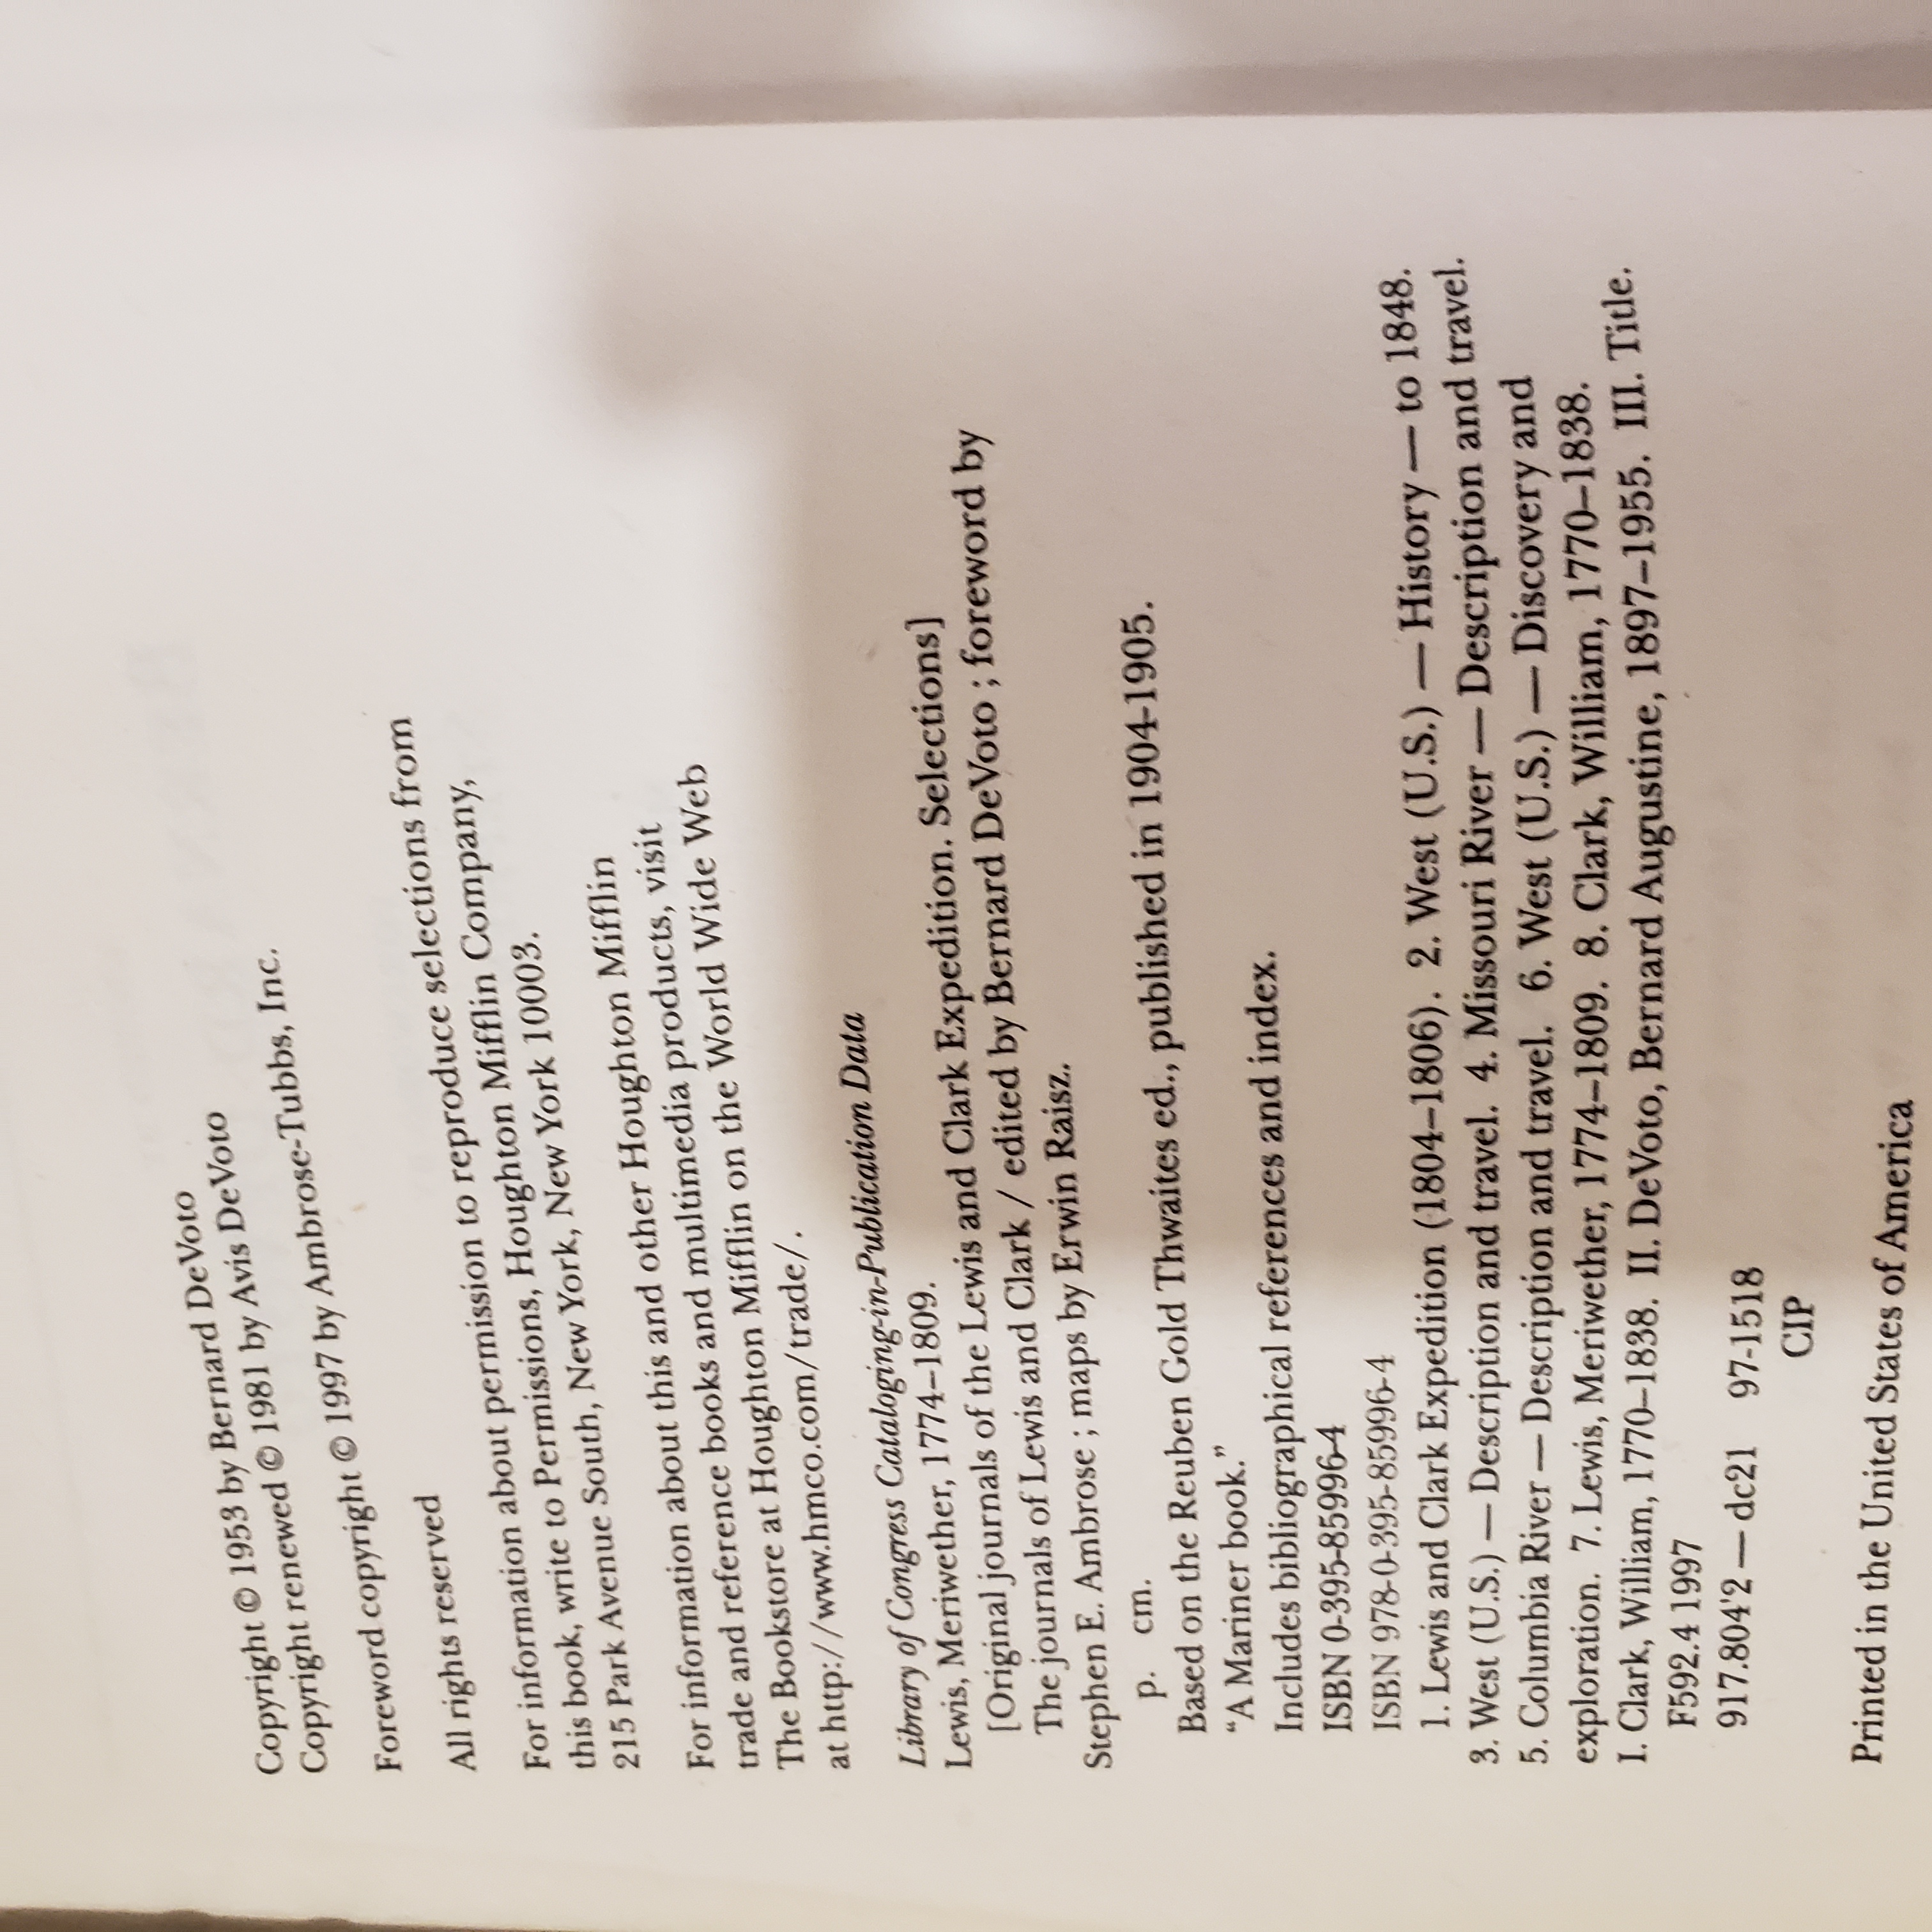 Copyright © 1953 by Bernard DeVoto
Copyright renewed © 1981 by Avis DeVoto
Foreword copyright © 1997 by Ambrose-Tubbs, Inc.
All rights reserved
For information about permission to reproduce selections from
this book, write to Permissions, Houghton Mifflin Company,
215 Park Avenue South, New York, New York 10003.
For information about this and other Houghton Mifflin
trade and reference books and multimedia products, visit
The Bookstore at Houghton Mifflin on the World Wide Web
at http://www.hmco.com/trade/.
Library of Congress Cataloging-in-Publication Data
Lewis, Meriwether, 1774–1809.
[Original journals of the Lewis and Clark Expedition. Selections]
The journals of Lewis and Clark / edited by Bernard DeVoto ; foreword by
Stephen E. Ambrose ; maps by Erwin Raisz.
p. cm.
Based on the Reuben Gold Thwaites ed., published in 1904-1905.
“A Mariner book.”
Includes bibliographical references and index.
ISBN 0-395-85996-4
ISBN 978-0-395-85996-4
1. Lewis and Clark Expedition (1804–1806). 2. West (U.S.) — History — to 1848.
3. West (U.S.) — Description and travel. 4. Missouri River — Description and travel.
5. Columbia River — Description and travel. 6. West (U.S.) — Discovery and
exploration. 7. Lewis, Meriwether, 1774–1809. 8. Clark, William, 1770–1838.
I. Clark, William, 1770–1838. II. DeVoto, Bernard Augustine, 1897–1955. III. Title.
F592.4 1997
917.804'2 — dc21 97-1518
CIP
Printed in the United States of America